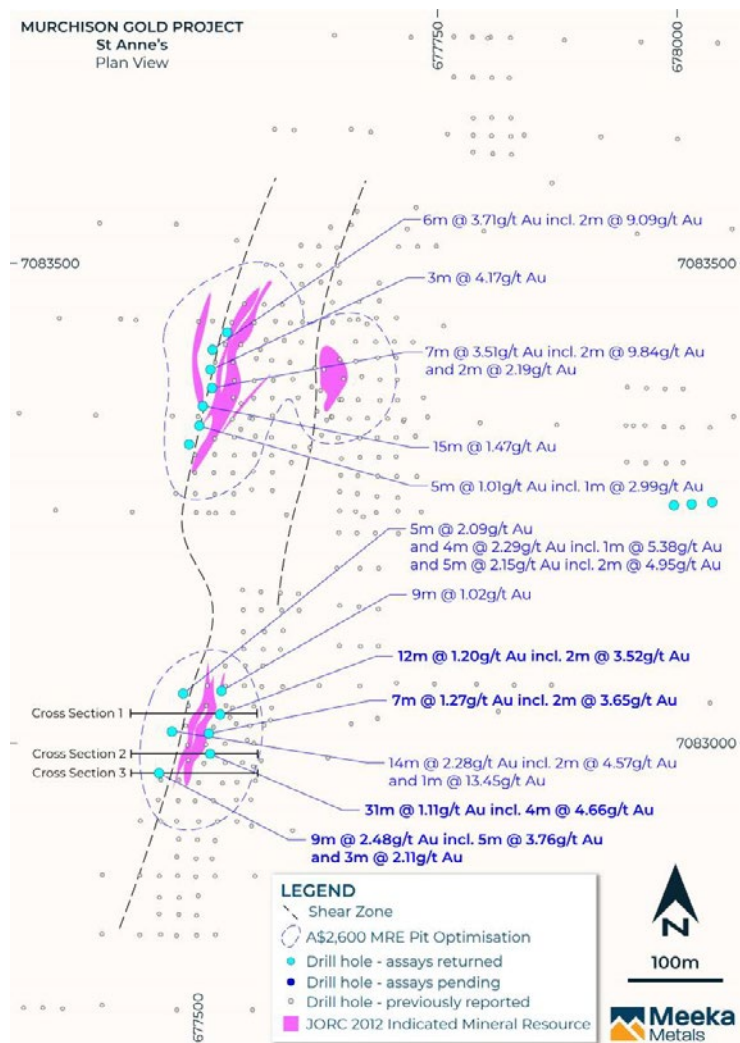 MURCHISON GOLD PROJECT
St Anne's
Plan View
677750
678000
6m @ 3.71g/t Au incl. 2m @ 9.09g/t Au
7083500
7083500
3m @ 4.17g/t Au
7m @ 3.51g/t Au incl. 2m @ 9.84g/t Au
and 2m @ 2.19g/t Au
15m @ 1.47g/t Au
5m @ 1.01g/t Au incl. 1m @ 2.99g/t Au
5m @ 2.09g/t Au
and 4m @ 2.29g/t Au incl. 1m @ 5.38g/t Au
and 5m @ 2.15g/t Au incl. 2m @ 4.95g/t Au
9m @ 1.02g/t Au
12m @ 1.20g/t Au incl. 2m @ 3.52g/t Au
7m @ 1.27g/t Au incl. 2m @ 3.65g/t Au
Cross Section 1
Cross Section 2
Cross Section 3
7083000
14m @ 2.28g/t Au incl. 2m @ 4.57g/t Au
and 1m @ 13.45g/t Au
31m @ 1.11g/t Au incl. 4m @ 4.66g/t Au
9m @ 2.48g/t Au incl. 5m @ 3.76g/t Au
and 3m @ 2.11g/t Au
LEGEND
Shear Zone
A$2,600 MRE Pit Optimisation
Drill hole - assays returned
Drill hole - assays pending
Drill hole - previously reported
JORC 2012 Indicated Mineral Resource
N
100m
677500
Meeka
Metals